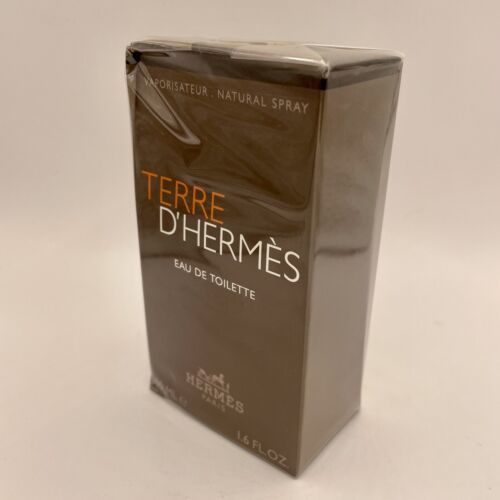 VAPORISATEUR . NATURAL SPRAY
TERRE
D'HERMÈS
EAU DE TOILETTE
HERMÈS
PARIS
1.6 FL.OZ.